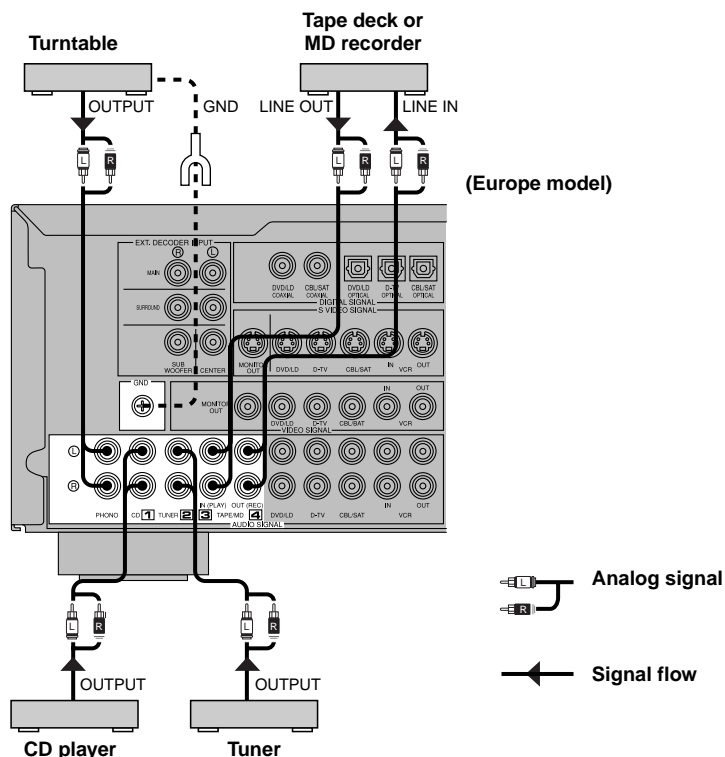 Turntable
Tape deck or
MD recorder
OUTPUT
GND
LINE OUT
LINE IN
L
R
L
R
L
R
(Europe model)
EXT. DECODER INPUT
R
L
MAIN
SURROUND
SUB
WOOFER
CENTER
DVD/LD
COAXIAL
CBL/SAT
COAXIAL
DVD/LD
OPTICAL
D-TV
OPTICAL
CBL/SAT
OPTICAL
DIGITAL SIGNAL
S VIDEO SIGNAL
MONITOR
OUT
DVD/LD
D-TV
CBL/SAT
IN
VCR
OUT
GND
MONITOR
OUT
DVD/LD
D-TV
CBL/SAT
IN
VCR
OUT
VIDEO SIGNAL
L
R
PHONO
CD 1
TUNER 2
IN (PLAY)
3
TAPE/MD
OUT (REC)
4
DVD/LD
D-TV
CBL/SAT
IN
VCR
OUT
AUDIO SIGNAL
L
R
L
R
OUTPUT
OUTPUT
CD player
Tuner
L
R
Analog signal
Signal flow